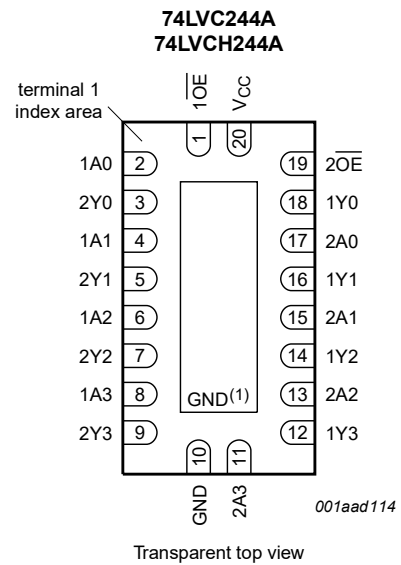 74LVC244A
74LVCH244A
terminal 1
index area
1OE
VCC
1
20
1A0 2
19 2OE
2Y0 3
18 1Y0
1A1 4
17 2A0
2Y1 5
16 1Y1
1A2 6
15 2A1
2Y2 7
14 1Y2
1A3 8
13 2A2
2Y3 9
12 1Y3
GND(1)
10
11
GND
2A3
001aad114
Transparent top view